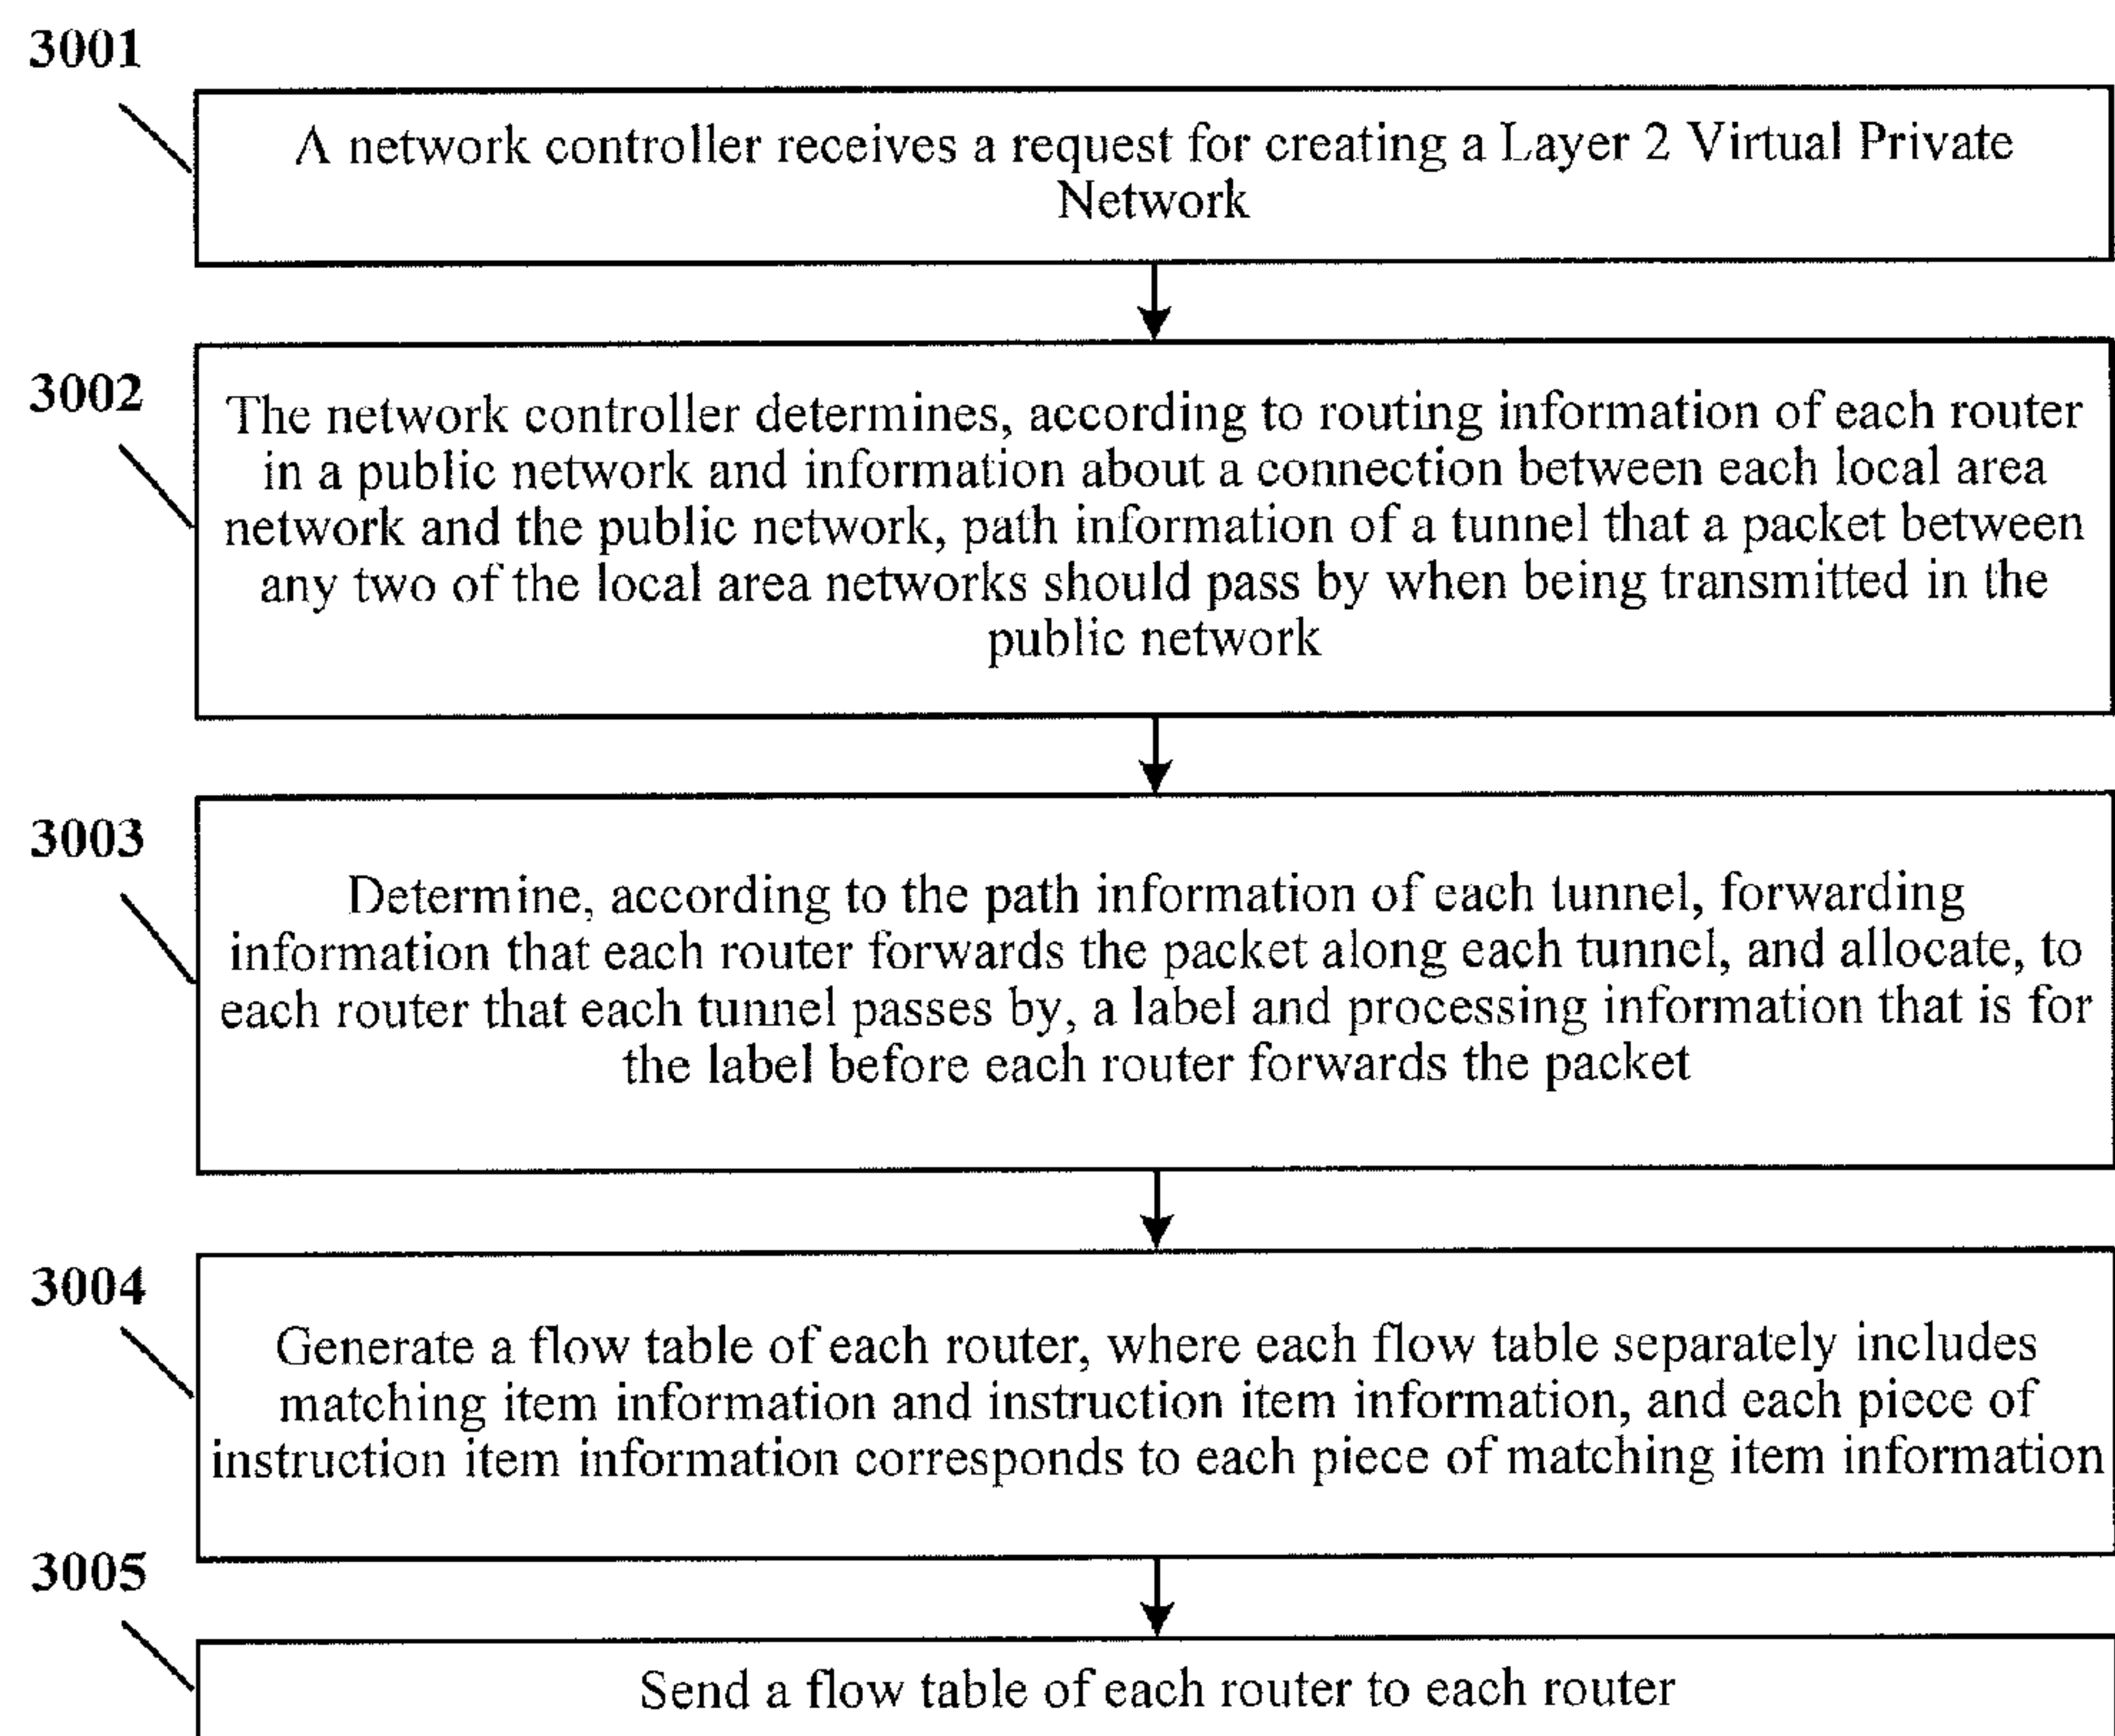 3001
A network controller receives a request for creating a Layer 2 Virtual Private
Network
3002
The network controller determines, according to routing information of each router
in a public network and information about a connection between each local area
network and the public network, path information of a tunnel that a packet between
any two of the local area networks should pass by when being transmitted in the
public network
3003
Determine, according to the path information of each tunnel, forwarding
information that each router forwards the packet along each tunnel, and allocate, to
each router that each tunnel passes by, a label and processing information that is for
the label before each router forwards the packet
3004
Generate a flow table of each router, where each flow table separately includes
matching item information and instruction item information, and each piece of
instruction item information corresponds to each piece of matching item information
3005
Send a flow table of each router to each router